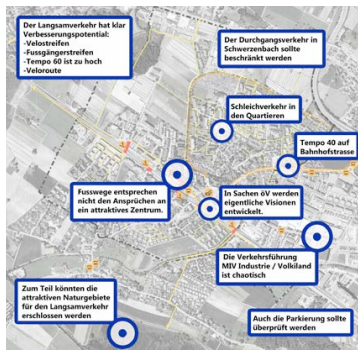 Der Langsamverkehr hat klar
Verbesserungspotential:
-Velostreifen
-Fussgängerstreifen
-Tempo 60 ist zu hoch
-Veloroute
Der Durchgangsverkehr in
Schwerzenbach sollte
beschränkt werden
Schleichverkehr in
den Quartieren
Tempo 40 auf
Bahnhofstrasse
Fusswege entsprechen
nicht den Ansprüchen an
ein attraktives Zentrum.
In Sachen öV werden
eigentliche Visionen
entwickelt.
Die Verkehrsführung
MIV Industrie / Volkiland
ist chaotisch
Zum Teil könnten die
attraktiven Naturgebiete
für den Langsamverkehr
erschlossen werden
Auch die Parkierung sollte
überprüft werden